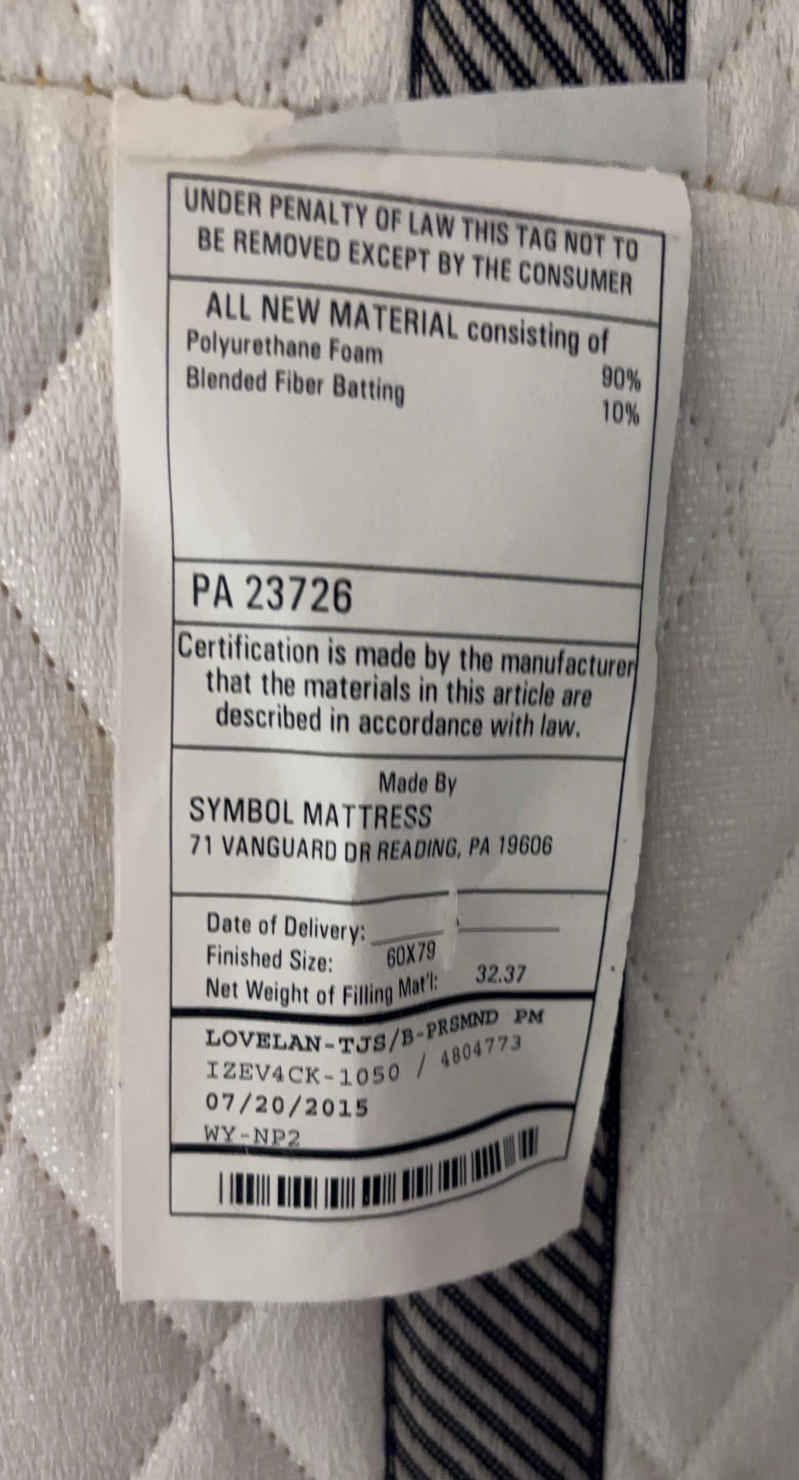 UNDER PENALTY OF LAW THIS TAG NOT TO
BE REMOVED EXCEPT BY THE CONSUMER
ALL NEW MATERIAL consisting of
Polyurethane Foam 90%
Blended Fiber Batting 10%
PA 23726
Certification is made by the manufacturer
that the materials in this article are
described in accordance with law.
Made By
SYMBOL MATTRESS
71 VANGUARD DR READING, PA 19606
Date of Delivery:
Finished Size: 60X79
Net Weight of Filling Mat'l: 32.37
LOVELAN-TJS/B-PRSMND PM
IZEV4CK-1050 / 4804773
07/20/2015
WY-NP2